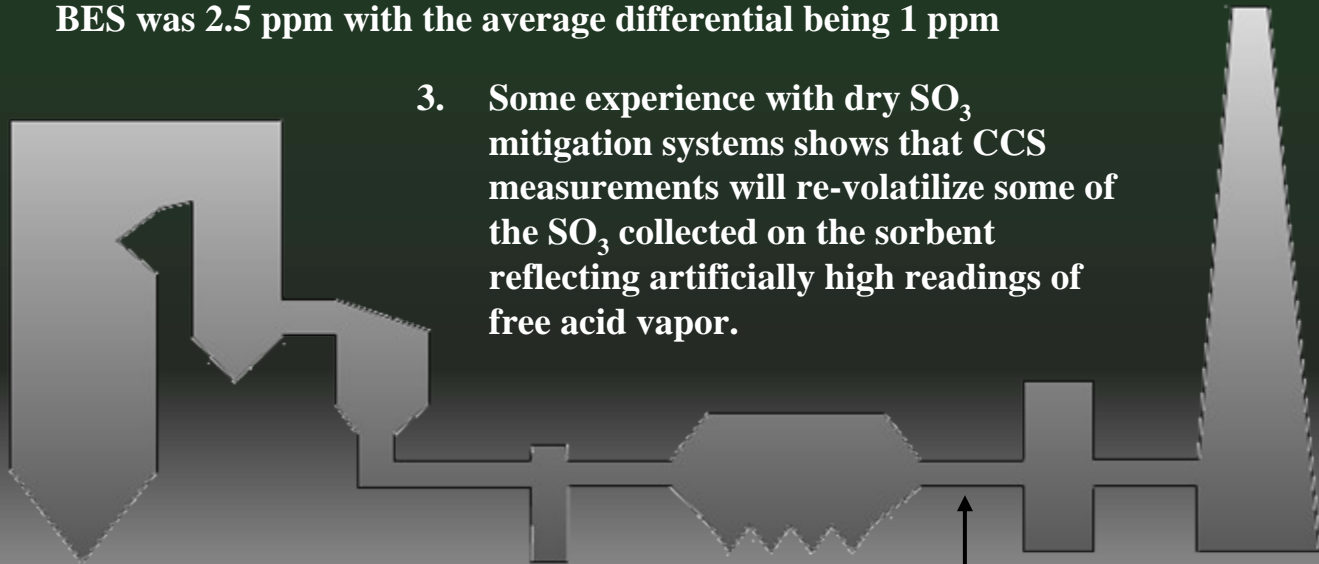 BES was 2.5 ppm with the average differential being 1 ppm
3. Some experience with dry SO₃
mitigation systems shows that CCS
measurements will re-volatilize some of
the SO₃ collected on the sorbent
reflecting artificially high readings of
free acid vapor.